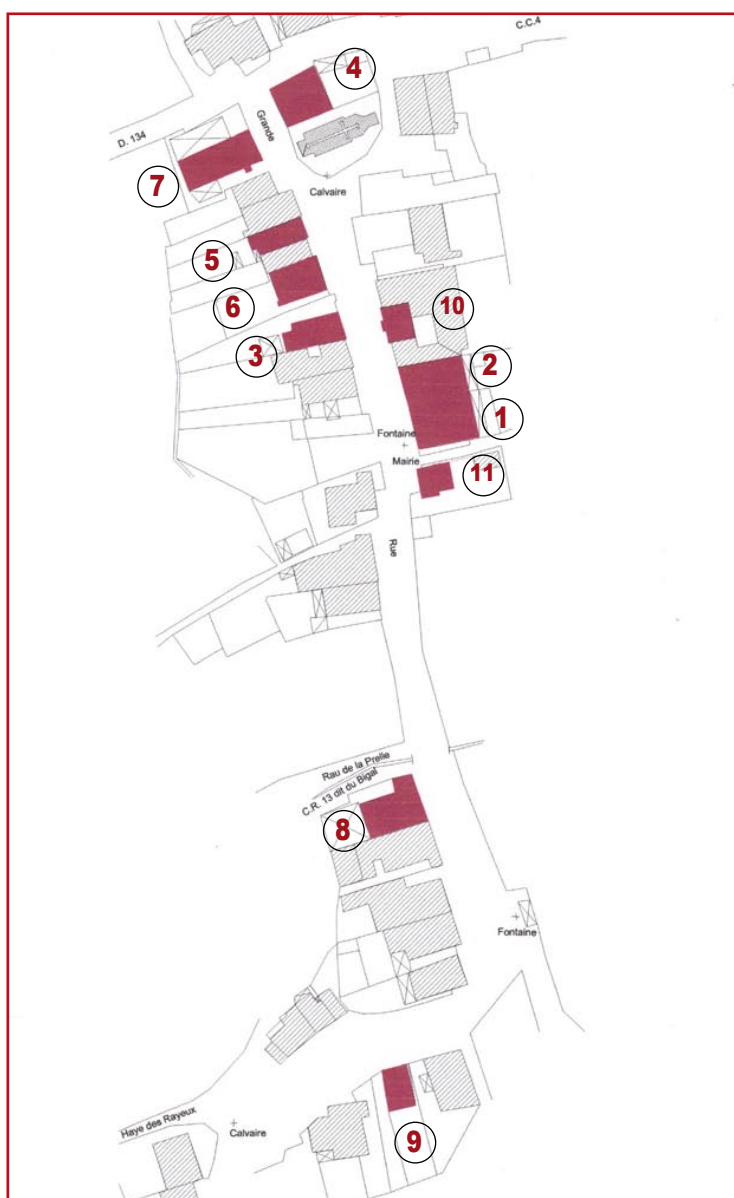 C.C.4
4
Grande
D. 134
7
Calvaire
5
6
10
3
2
1
Fontaine
Mairie
11
Rue
Rau de la Prelle
C.R. 13 dit du Bigal
8
Fontaine
Haye des Rayeux
Calvaire
9